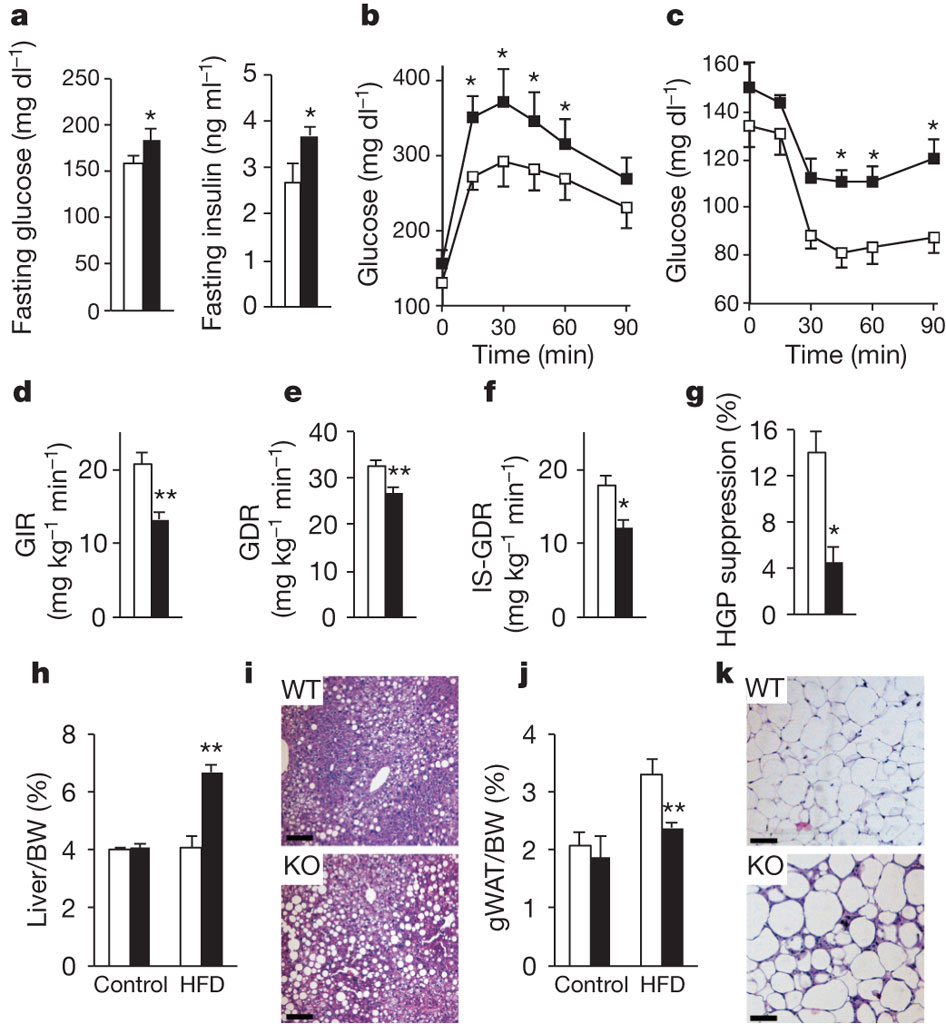 a
Fasting glucose (mg dl⁻¹)
250
200
150
100
50
0
*
Fasting insulin (ng ml⁻¹)
5
4
3
2
1
0
*
b
Glucose (mg dl⁻¹)
400
300
200
100
* * * *
0 30 60 90
Time (min)
c
Glucose (mg dl⁻¹)
160
140
120
100
80
60
* * *
0 30 60 90
Time (min)
d
GIR
(mg kg⁻¹ min⁻¹)
20
10
0
**
e
GDR
(mg kg⁻¹ min⁻¹)
40
30
20
10
0
**
f
IS-GDR
(mg kg⁻¹ min⁻¹)
20
10
0
*
g
HGP suppression (%)
16
12
8
4
0
*
h
Liver/BW (%)
8
6
4
2
0
**
Control HFD
i
WT
KO
j
gWAT/BW (%)
4
3
2
1
0
**
Control HFD
k
WT
KO